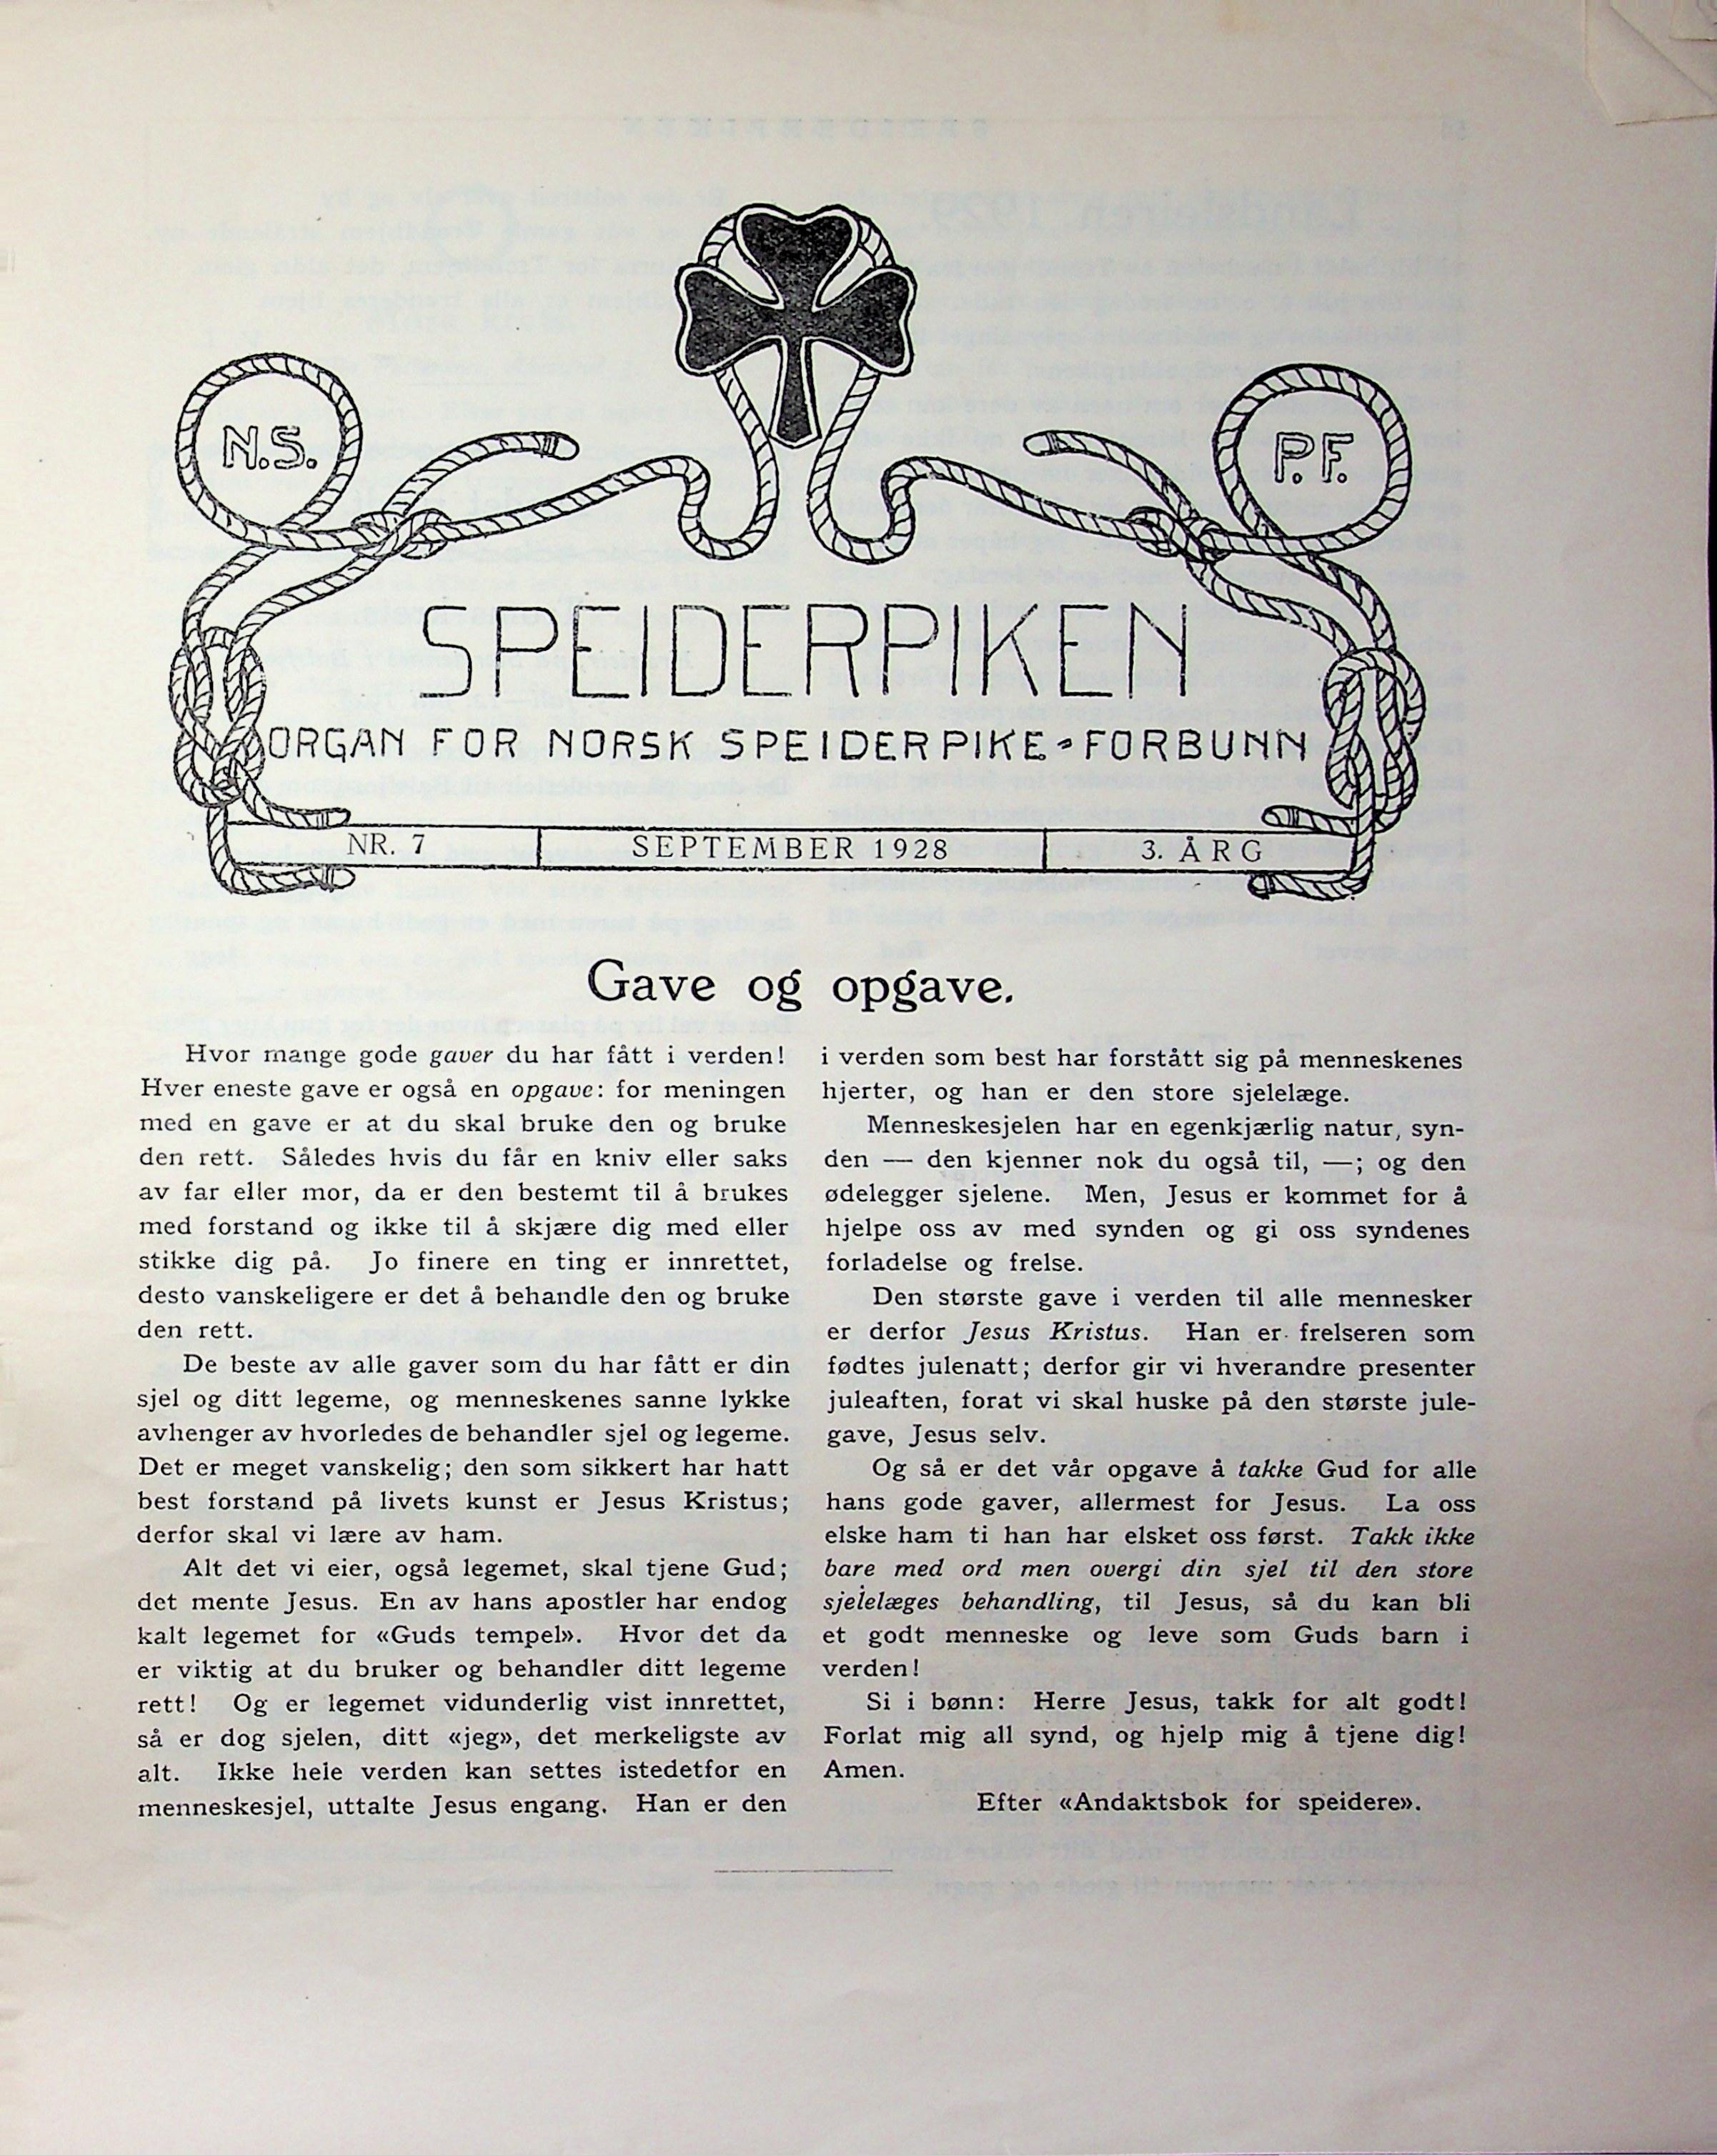 N.S.
P.F.
SPEIDERPIKEN
ORGAN FOR NORSK SPEIDERPIKE-FORBUNN
NR. 7
SEPTEMBER 1928
3. ÅRG
Gave og opgave.
Hvor mange gode gaver du har fått i verden!
Hver eneste gave er også en opgave: for meningen
med en gave er at du skal bruke den og bruke
den rett. Således hvis du får en kniv eller saks
av far eller mor, da er den bestemt til å brukes
med forstand og ikke til å skjære dig med eller
stikke dig på. Jo finere en ting er innrettet,
desto vanskeligere er det å behandle den og bruke
den rett.
De beste av alle gaver som du har fått er din
sjel og ditt legeme, og menneskenes sanne lykke
avhenger av hvorledes de behandler sjel og legeme.
Det er meget vanskelig; den som sikkert har hatt
best forstand på livets kunst er Jesus Kristus;
derfor skal vi lære av ham.
Alt det vi eier, også legemet, skal tjene Gud;
det mente Jesus. En av hans apostler har endog
kalt legemet for «Guds tempel». Hvor det da
er viktig at du bruker og behandler ditt legeme
rett! Og er legemet vidunderlig vist innrettet,
så er dog sjelen, ditt «jeg», det merkeligste av
alt. Ikke hele verden kan settes istedetfor en
menneskesjel, uttalte Jesus engang. Han er den
i verden som best har forstått sig på menneskenes
hjerter, og han er den store sjelelæge.
Menneskesjelen har en egenkjærlig natur, syn-
den — den kjenner nok du også til, —; og den
ødelegger sjelene. Men, Jesus er kommet for å
hjelpe oss av med synden og gi oss syndenes
forladelse og frelse.
Den største gave i verden til alle mennesker
er derfor Jesus Kristus. Han er frelseren som
fødtes julenatt; derfor gir vi hverandre presenter
juleaften, forat vi skal huske på den største jule-
gave, Jesus selv.
Og så er det vår opgave å takke Gud for alle
hans gode gaver, allermest for Jesus. La oss
elske ham ti han har elsket oss først. Takk ikke
bare med ord men overgi din sjel til den store
sjelelæges behandling, til Jesus, så du kan bli
et godt menneske og leve som Guds barn i
verden!
Si i bønn: Herre Jesus, takk for alt godt!
Forlat mig all synd, og hjelp mig å tjene dig!
Amen.
Efter «Andaktsbok for speidere».